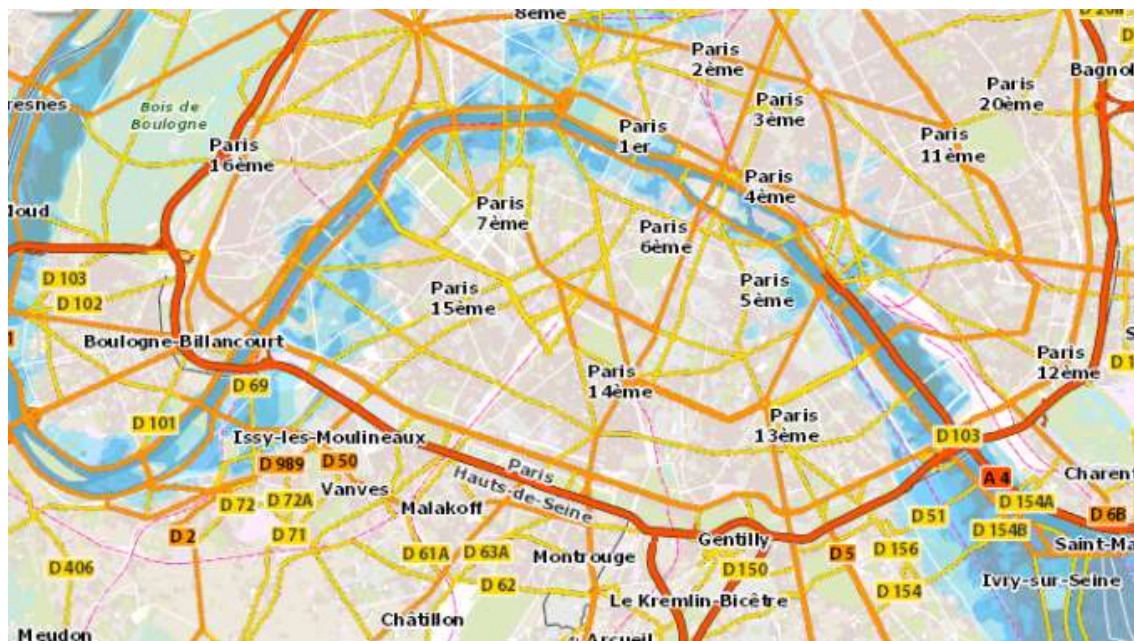 8ème
D 20II
Paris
2ème
Bagnol
resnes
Bois de
Boulogne
Paris
20ème
Paris
3ème
Paris
1er
Paris
11ème
Paris
16ème
Paris
4ème
Paris
7ème
loud
Paris
6ème
D 103
D 102
Paris
15ème
Paris
5ème
Boulogne-Billancourt
Paris
12ème
D 69
Paris
14ème
D 101
Paris
13ème
Issy-les-Moulineaux
D 103
D 989
D 50
Paris
Hauts-de-Seine
Vanves
A 4
Charent
D 72
D 72A
Malakoff
D 154A
D 6B
D 51
D 2
D 71
Gentilly
D 154B
Saint-Ma
D 61A
D 63A
Montrouge
D 5
D 156
D 406
D 150
D 62
D 154
Ivry-sur-Seine
Le Kremlin-Bicêtre
Châtillon
Meudon
Arcueil